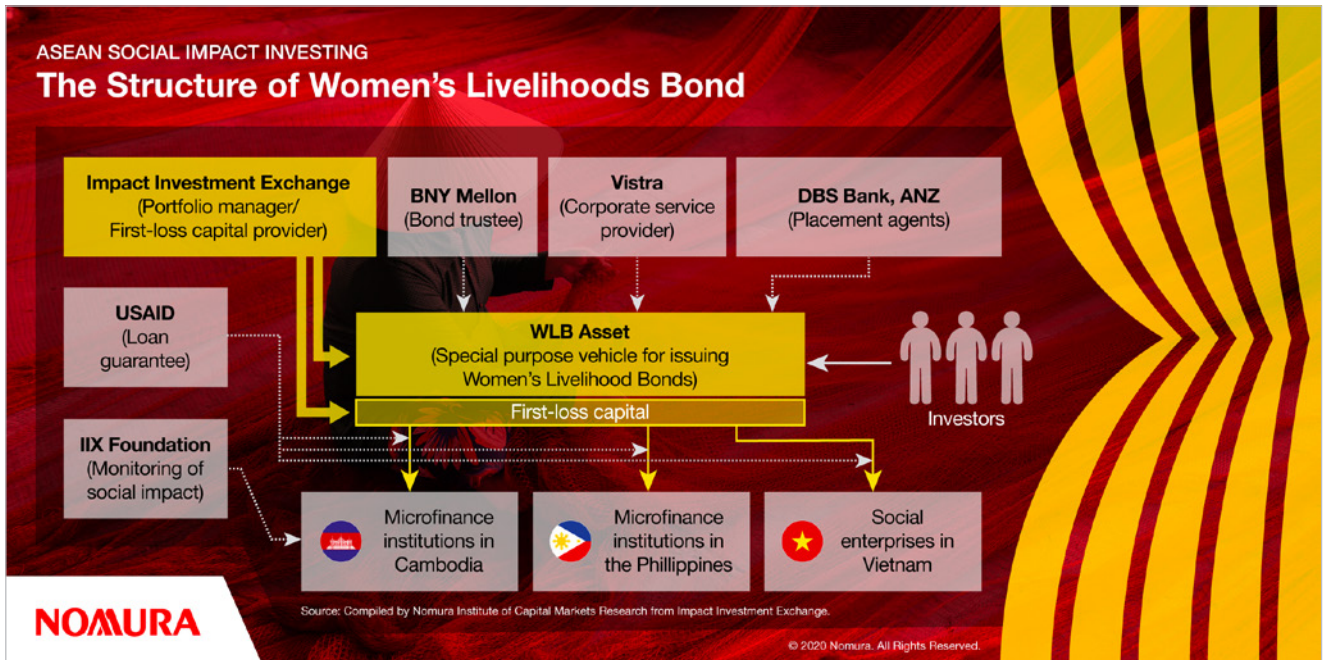 ASEAN SOCIAL IMPACT INVESTING
The Structure of Women's Livelihoods Bond
Impact Investment Exchange
(Portfolio manager/
First-loss capital provider)
BNY Mellon
(Bond trustee)
Vistra
(Corporate service
provider)
DBS Bank, ANZ
(Placement agents)
USAID
(Loan
guarantee)
WLB Asset
(Special purpose vehicle for issuing
Women's Livelihood Bonds)
First-loss capital
Investors
IIX Foundation
(Monitoring of
social impact)
Microfinance
institutions in
Cambodia
Microfinance
institutions in
the Phillippines
Social
enterprises in
Vietnam
Source: Compiled by Nomura Institute of Capital Markets Research from Impact Investment Exchange.
NOMURA
© 2020 Nomura. All Rights Reserved.